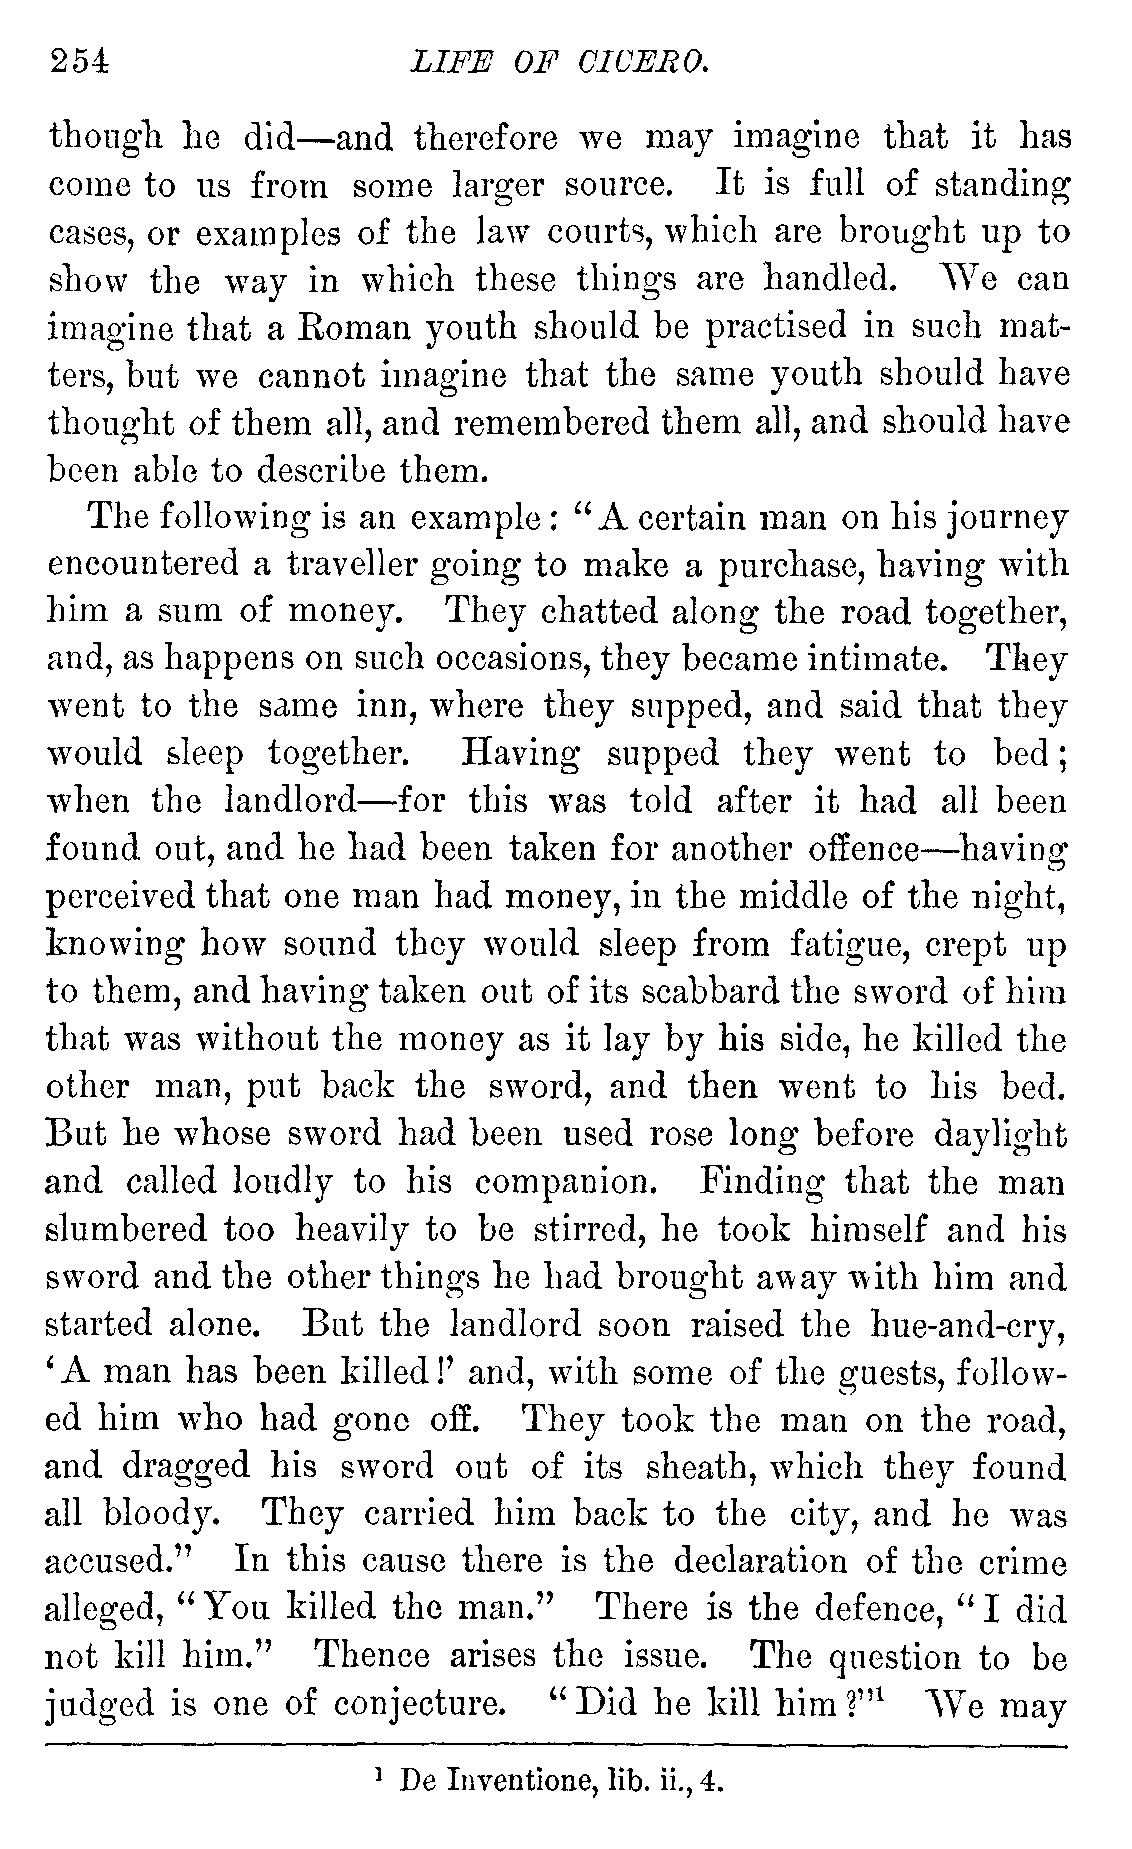 254 LIFE OF CICERO.
though he did—and therefore we may imagine that it has
come to us from some larger source. It is full of standing
cases, or examples of the law courts, which are brought up to
show the way in which these things are handled. We can
imagine that a Roman youth should be practised in such mat-
ters, but we cannot imagine that the same youth should have
thought of them all, and remembered them all, and should have
been able to describe them.
The following is an example: "A certain man on his journey
encountered a traveller going to make a purchase, having with
him a sum of money. They chatted along the road together,
and, as happens on such occasions, they became intimate. They
went to the same inn, where they supped, and said that they
would sleep together. Having supped they went to bed;
when the landlord—for this was told after it had all been
found out, and he had been taken for another offence—having
perceived that one man had money, in the middle of the night,
knowing how sound they would sleep from fatigue, crept up
to them, and having taken out of its scabbard the sword of him
that was without the money as it lay by his side, he killed the
other man, put back the sword, and then went to his bed.
But he whose sword had been used rose long before daylight
and called loudly to his companion. Finding that the man
slumbered too heavily to be stirred, he took himself and his
sword and the other things he had brought away with him and
started alone. But the landlord soon raised the hue-and-cry,
'A man has been killed!' and, with some of the guests, follow-
ed him who had gone off. They took the man on the road,
and dragged his sword out of its sheath, which they found
all bloody. They carried him back to the city, and he was
accused." In this cause there is the declaration of the crime
alleged, "You killed the man." There is the defence, "I did
not kill him." Thence arises the issue. The question to be
judged is one of conjecture. "Did he kill him?"'¹ We may
¹ De Inventione, lib. ii., 4.